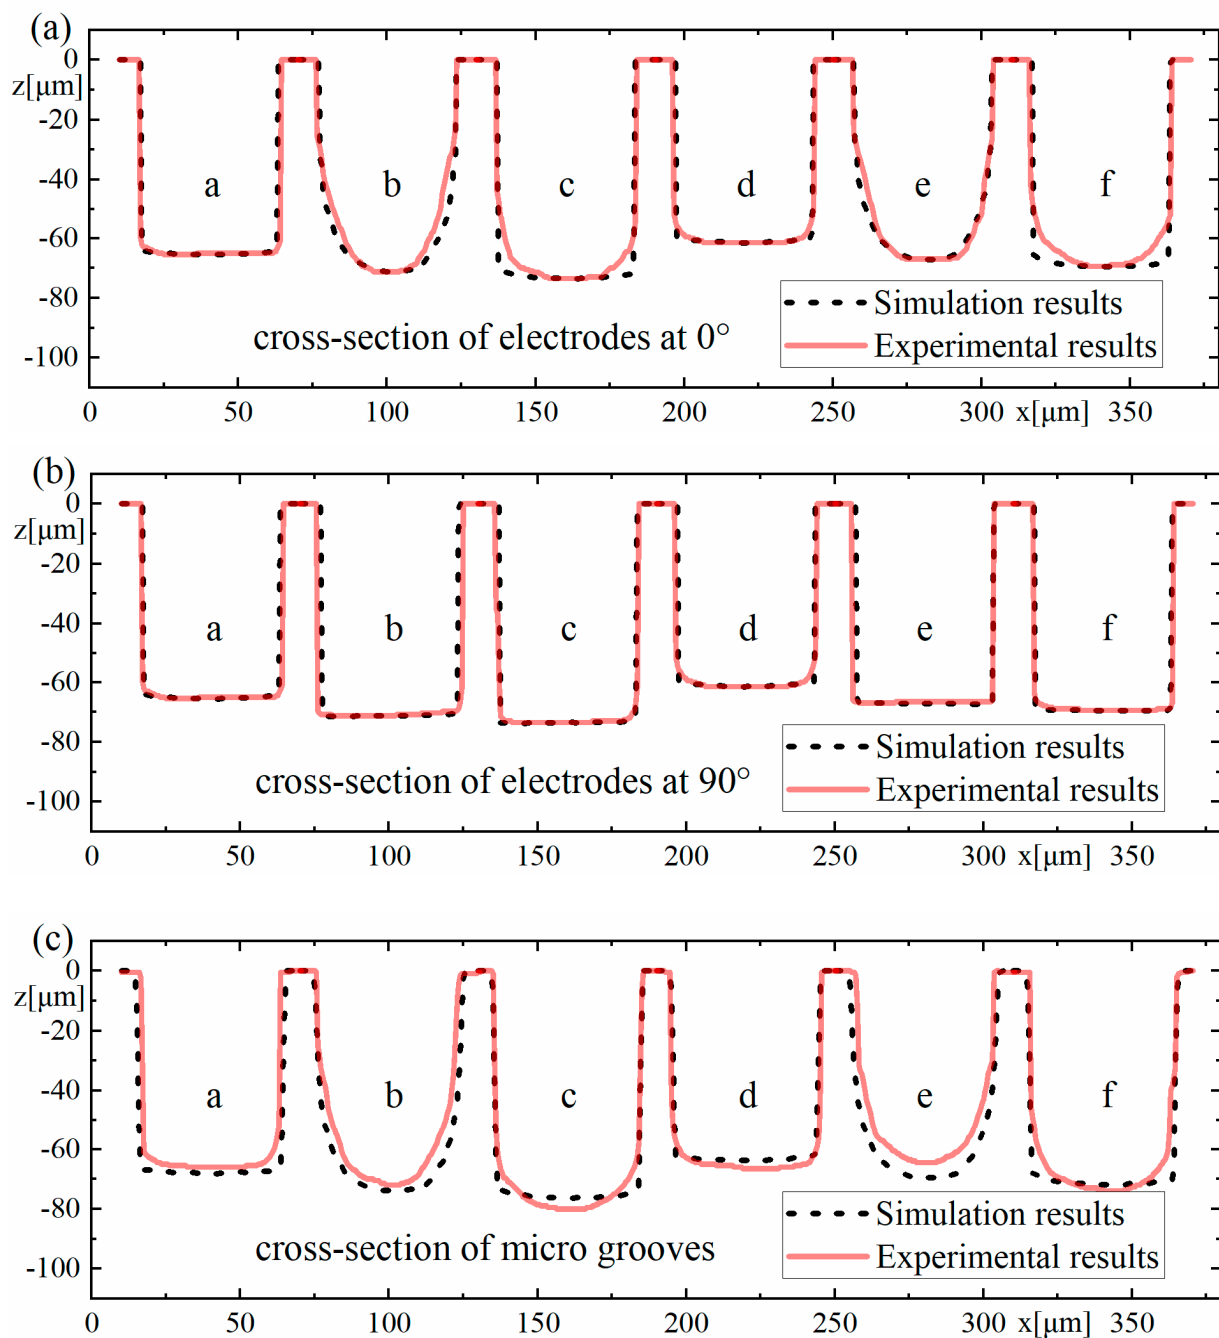 (a)
0
z[μm]
-20
-40
-60
-80
-100
a b c d e f
Simulation results
Experimental results
cross-section of electrodes at 0°
0 50 100 150 200 250 300 x[μm] 350
(b)
0
z[μm]
-20
-40
-60
-80
-100
a b c d e f
Simulation results
Experimental results
cross-section of electrodes at 90°
0 50 100 150 200 250 300 x[μm] 350
(c)
0
z[μm]
-20
-40
-60
-80
-100
a b c d e f
Simulation results
Experimental results
cross-section of micro grooves
0 50 100 150 200 250 300 x[μm] 350